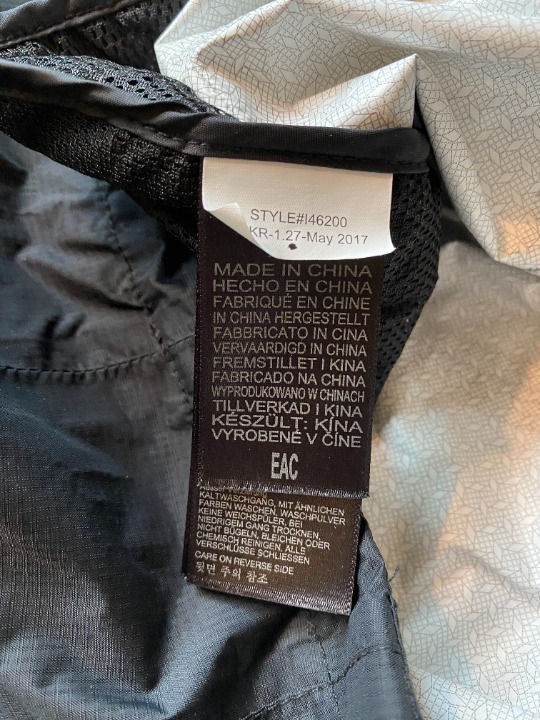 STYLE#I46200
KR-1.27-May 2017
MADE IN CHINA
HECHO EN CHINA
FABRIQUÉ EN CHINE
IN CHINA HERGESTELLT
FABBRICATO IN CINA
VERVAARDIGD IN CHINA
FREMSTILLET I KINA
FABRICADO NA CHINA
WYPRODUKOWANO W CHINACH
TILLVERKAD I KINA
KÉSZÜLT: KÍNA
VYROBENÉ V ČÍNE
EAC
KALTWASCHGANG, MIT ÄHNLICHEN
FARBEN WASCHEN, WASCHPULVER
KEINE WEICHSPÜLER, BEI
NIEDRIGEM GANG TROCKNEN,
NICHT BÜGELN, BLEICHEN ODER
CHEMISCH REINIGEN, ALLE
VERSCHLÜSSE SCHLIESSEN
CARE ON REVERSE SIDE
뒷면 주의 참조